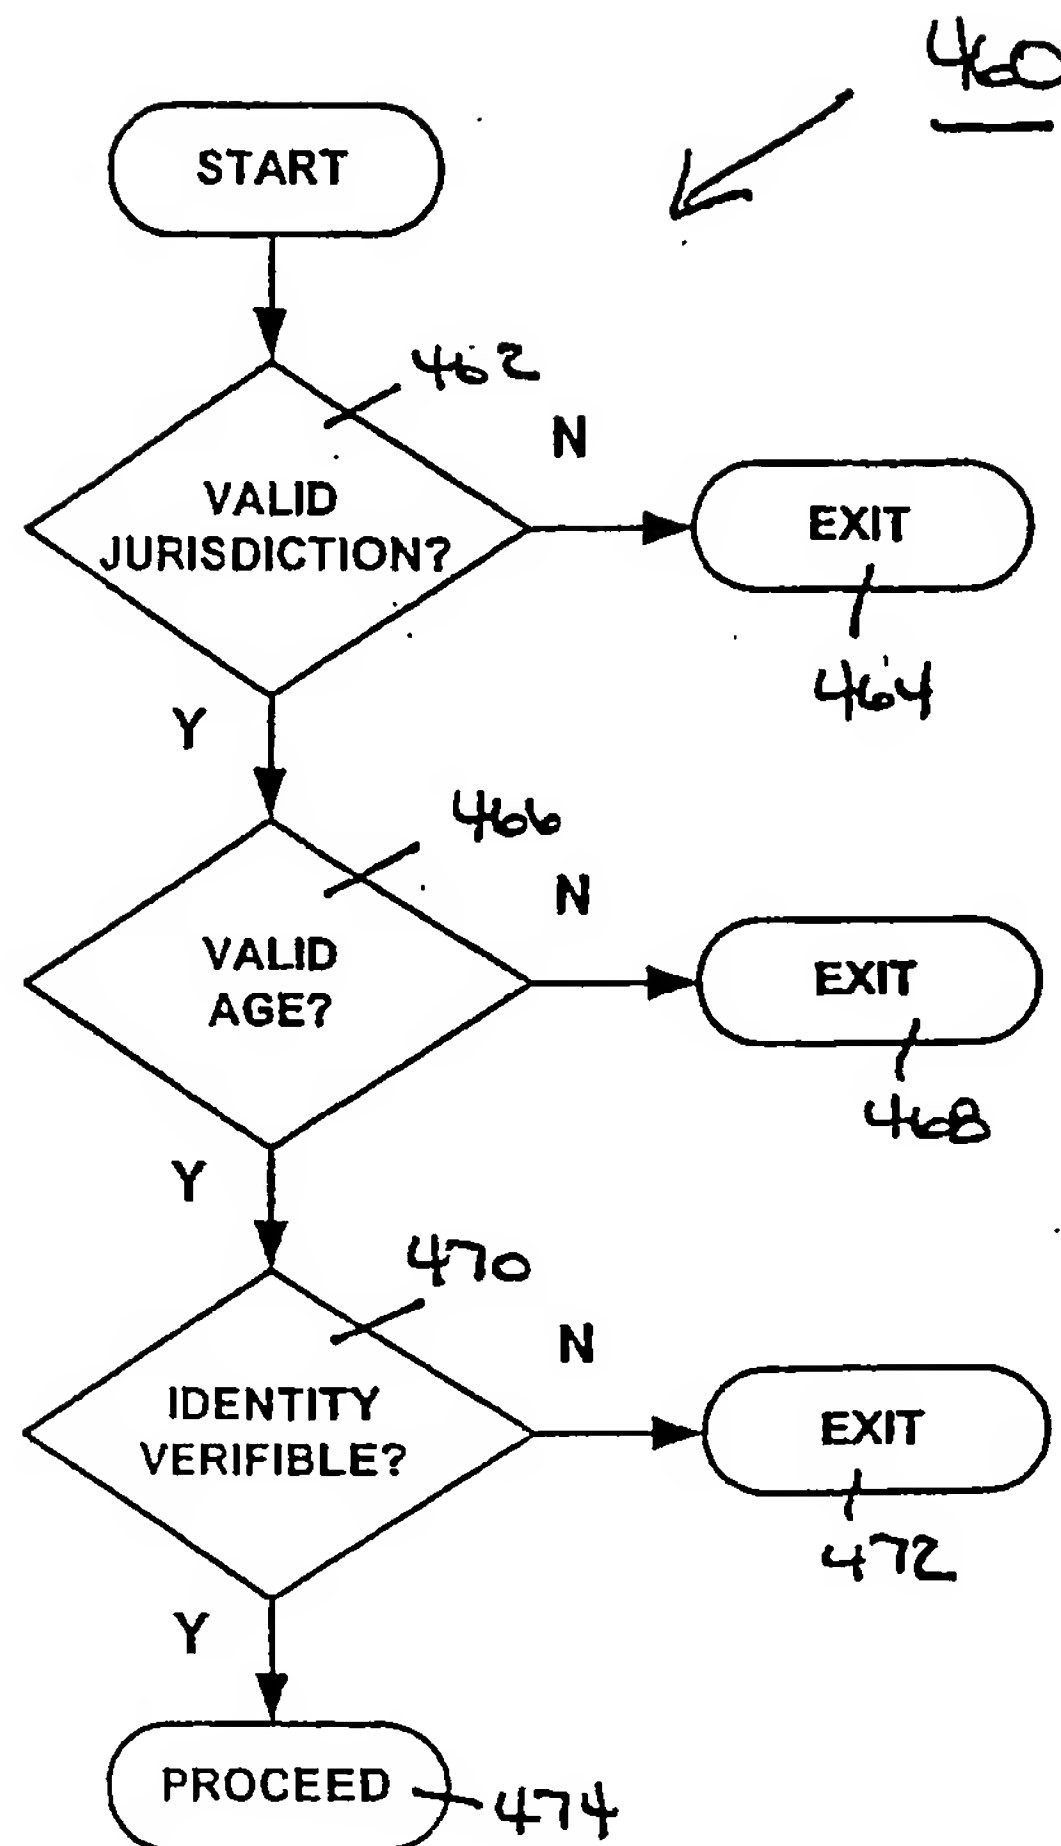 460
START
462
N
VALID
JURISDICTION?
EXIT
464
Y
466
N
VALID
AGE?
EXIT
468
Y
470
N
IDENTITY
VERIFIBLE?
EXIT
472
Y
PROCEED
474